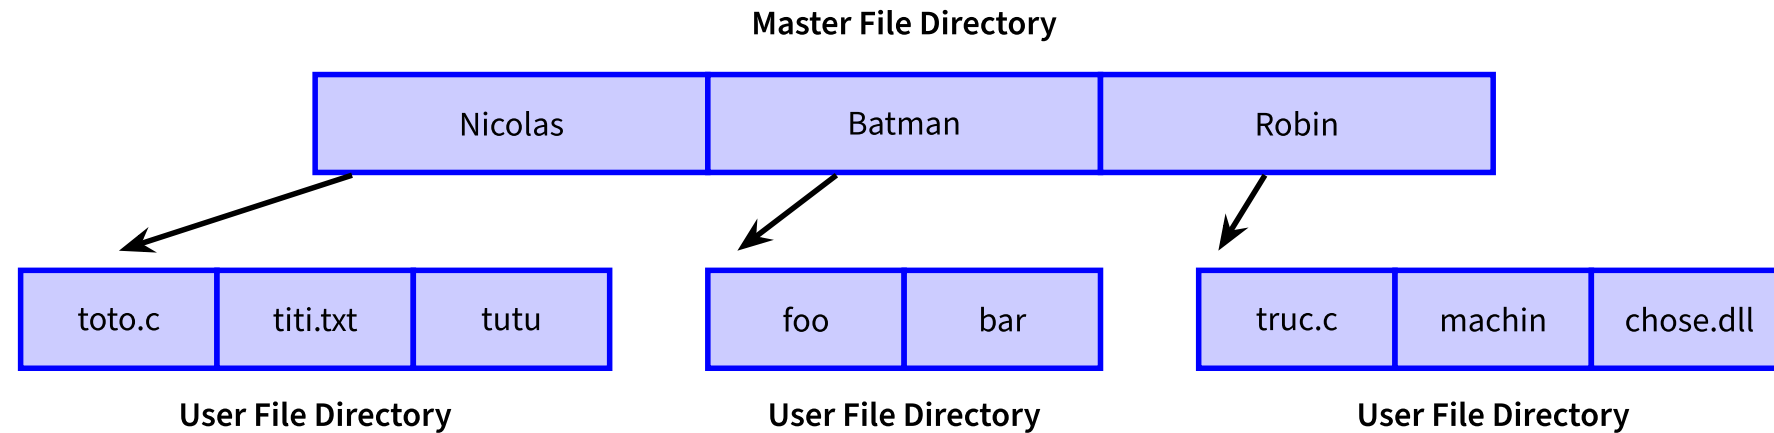 Master File Directory
Nicolas Batman Robin
toto.c titi.txt tutu foo bar truc.c machin chose.dll
User File Directory User File Directory User File Directory